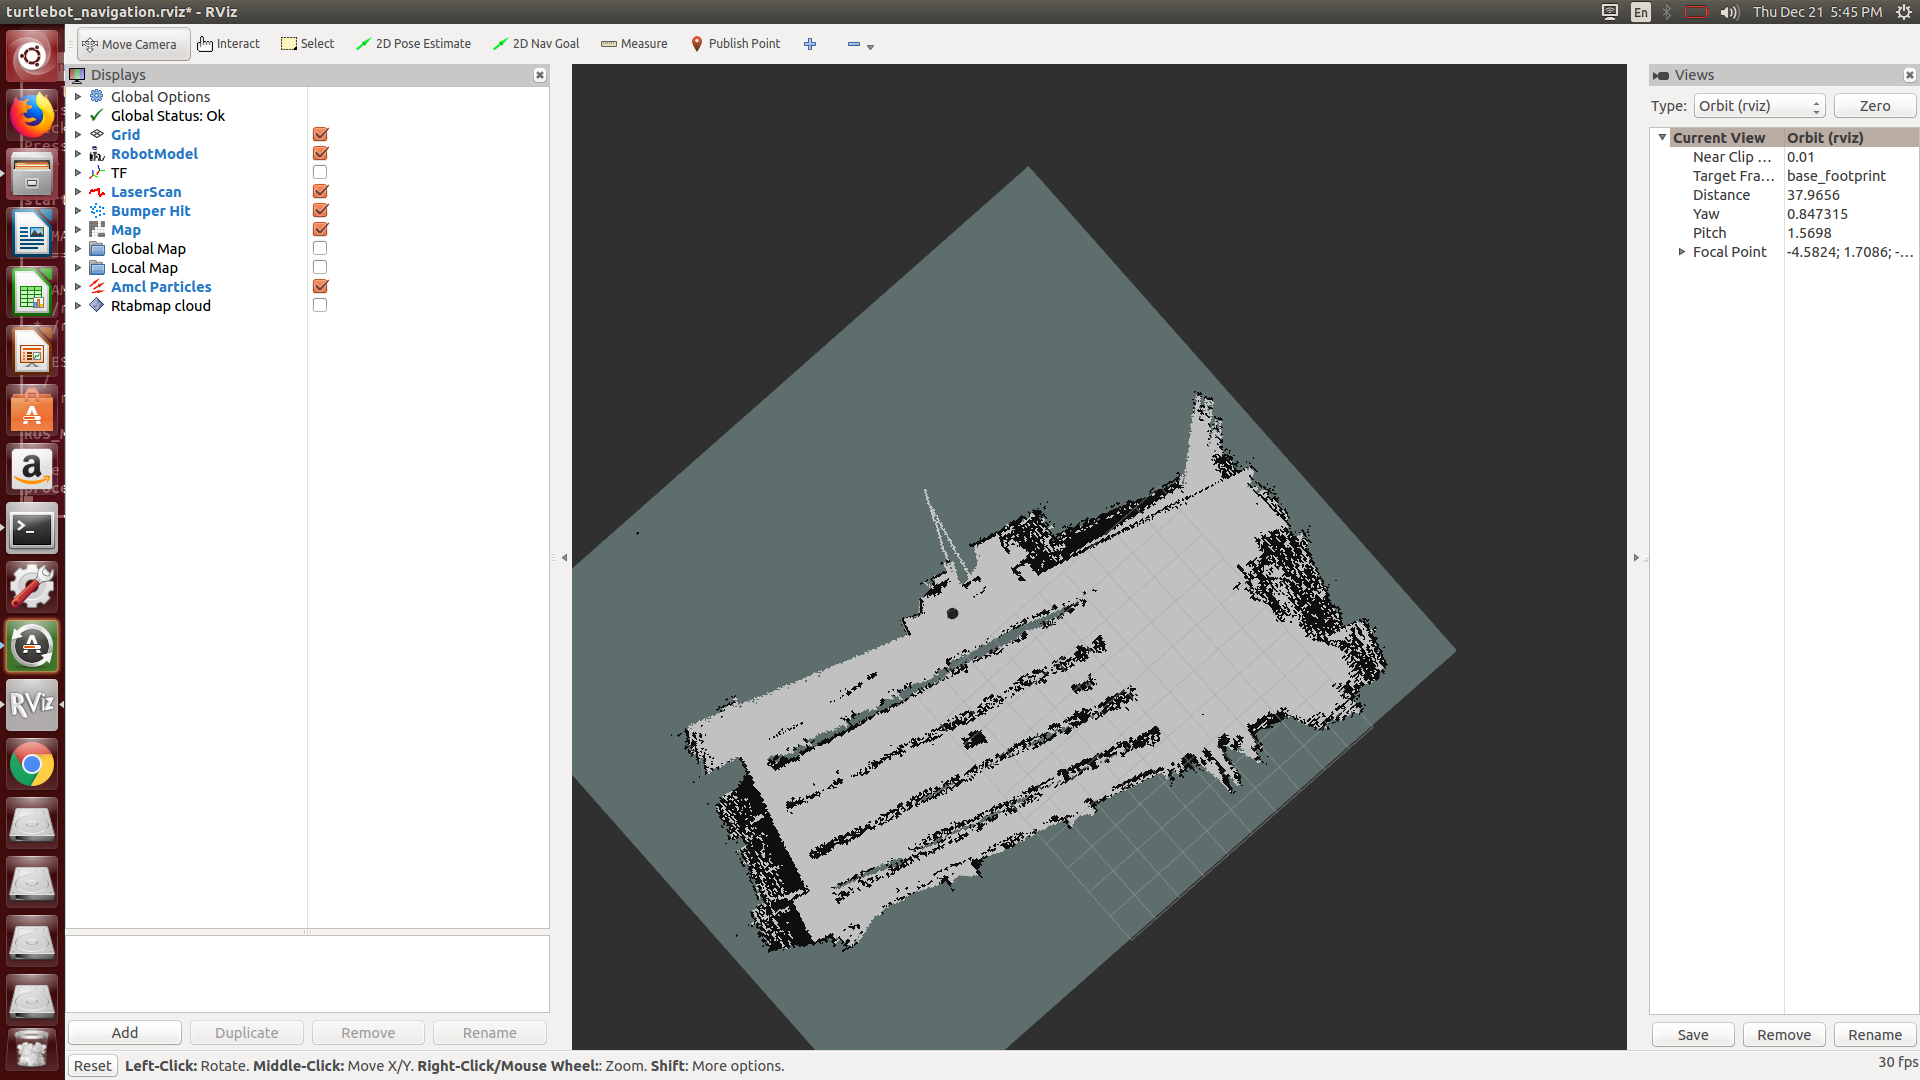 turtlebot_navigation.rviz* - RViz
En
Thu Dec 21 5:45 PM
Move Camera
Interact
Select
2D Pose Estimate
2D Nav Goal
Measure
Publish Point
Displays
Global Options
Global Status: Ok
Grid
RobotModel
TF
LaserScan
Bumper Hit
Map
Global Map
Local Map
Amcl Particles
Rtabmap cloud
Add
Duplicate
Remove
Rename
Views
Type:
Orbit (rviz)
Zero
Current View Orbit (rviz)
Near Clip ... 0.01
Target Fra... base_footprint
Distance 37.9656
Yaw 0.847315
Pitch 1.5698
Focal Point -4.5824; 1.7086; -...
Save
Remove
Rename
RViz
Reset
Left-Click: Rotate. Middle-Click: Move X/Y. Right-Click/Mouse Wheel:: Zoom. Shift: More options.
30 fps